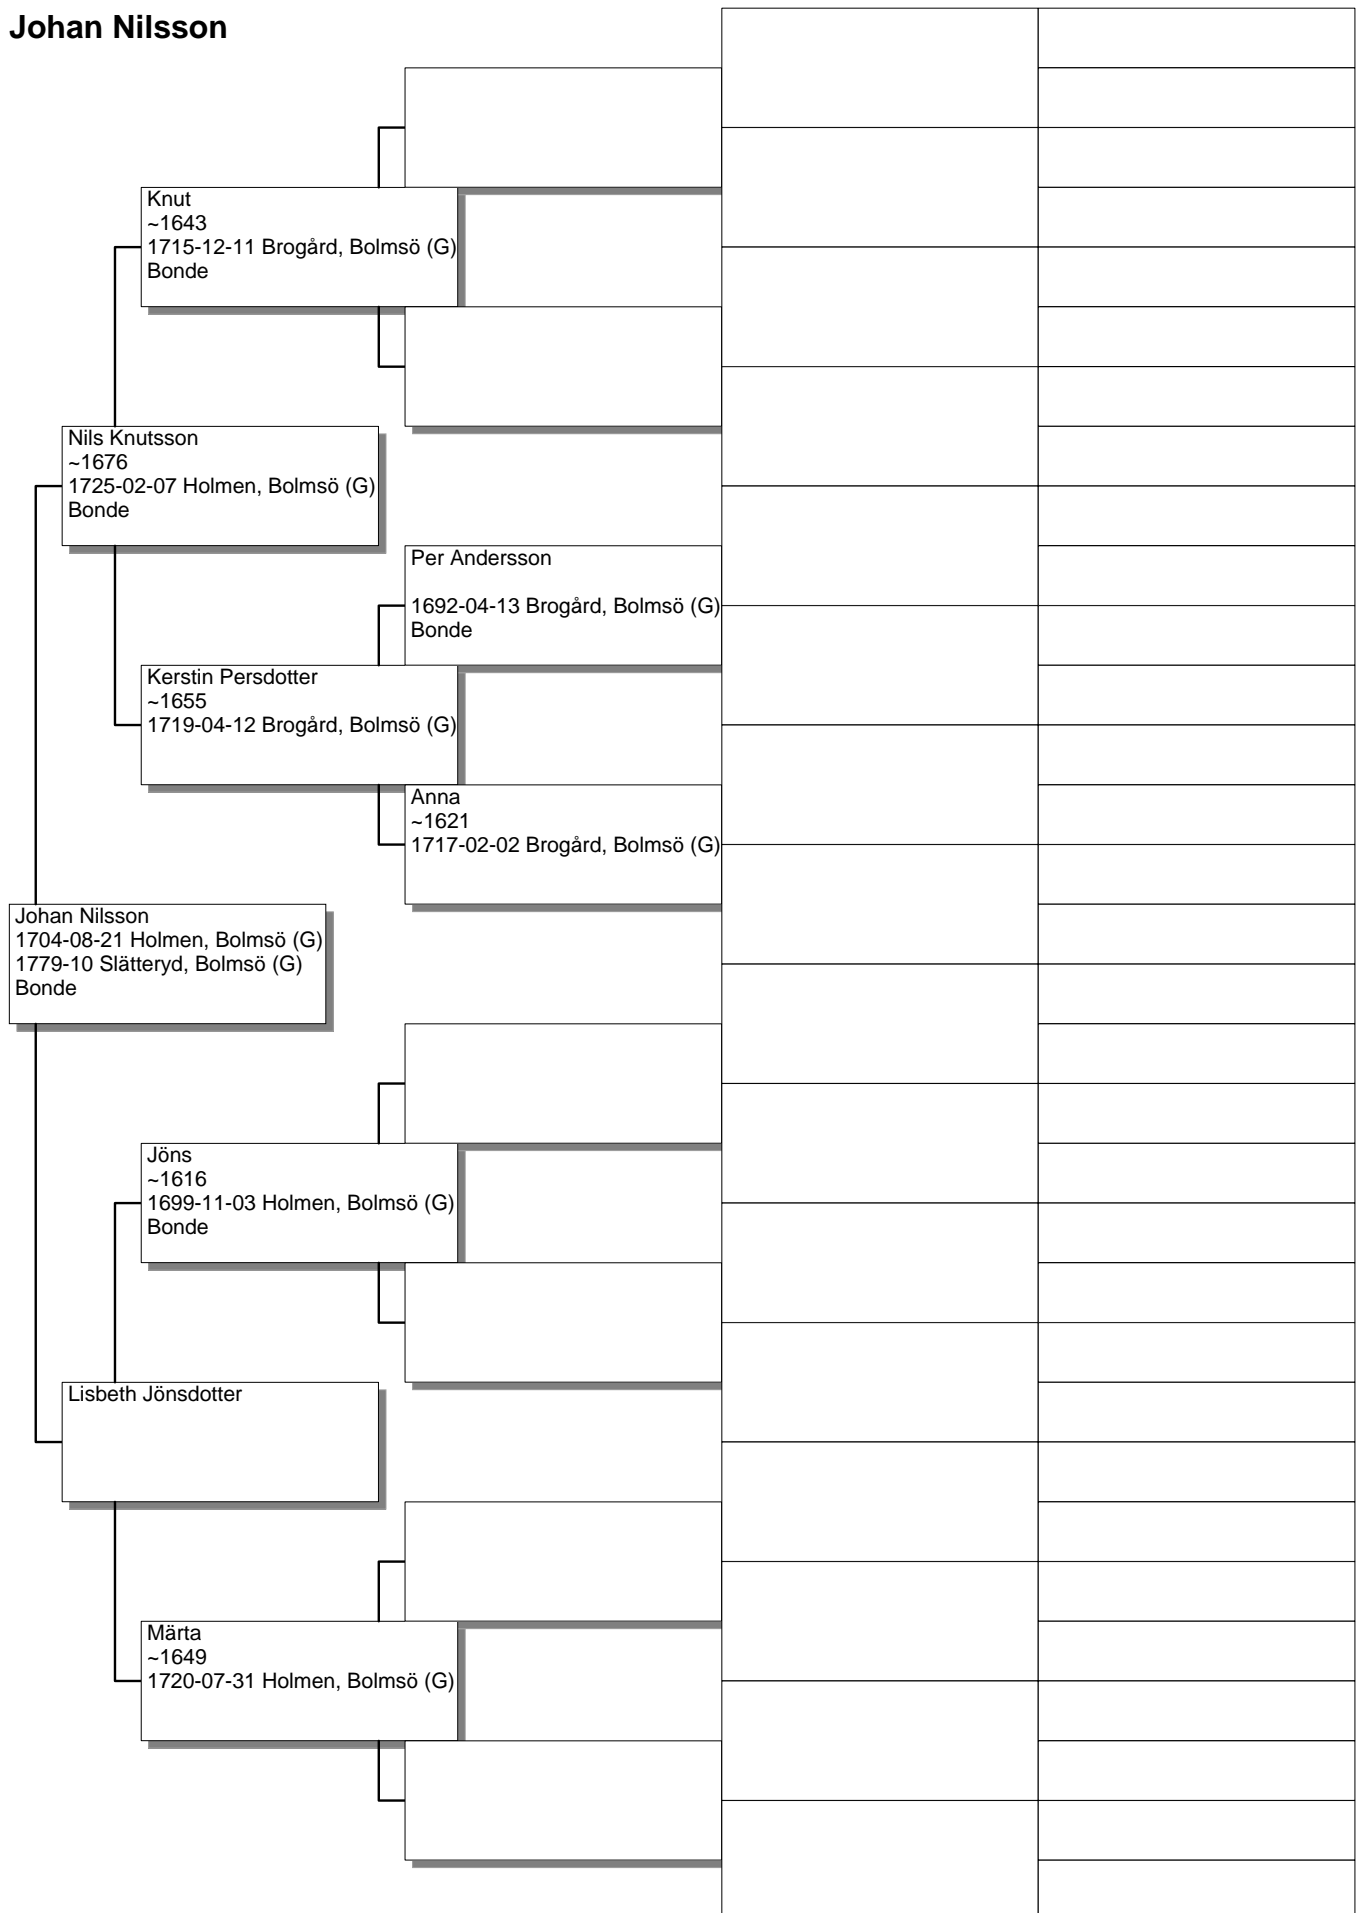 Johan Nilsson
Knut
~1643
1715-12-11 Brogård, Bolmsö (G)
Bonde
Nils Knutsson
~1676
1725-02-07 Holmen, Bolmsö (G)
Bonde
Per Andersson
1692-04-13 Brogård, Bolmsö (G)
Bonde
Kerstin Persdotter
~1655
1719-04-12 Brogård, Bolmsö (G)
Anna
~1621
1717-02-02 Brogård, Bolmsö (G)
Johan Nilsson
1704-08-21 Holmen, Bolmsö (G)
1779-10 Slätteryd, Bolmsö (G)
Bonde
Jöns
~1616
1699-11-03 Holmen, Bolmsö (G)
Bonde
Lisbeth Jönsdotter
Märta
~1649
1720-07-31 Holmen, Bolmsö (G)